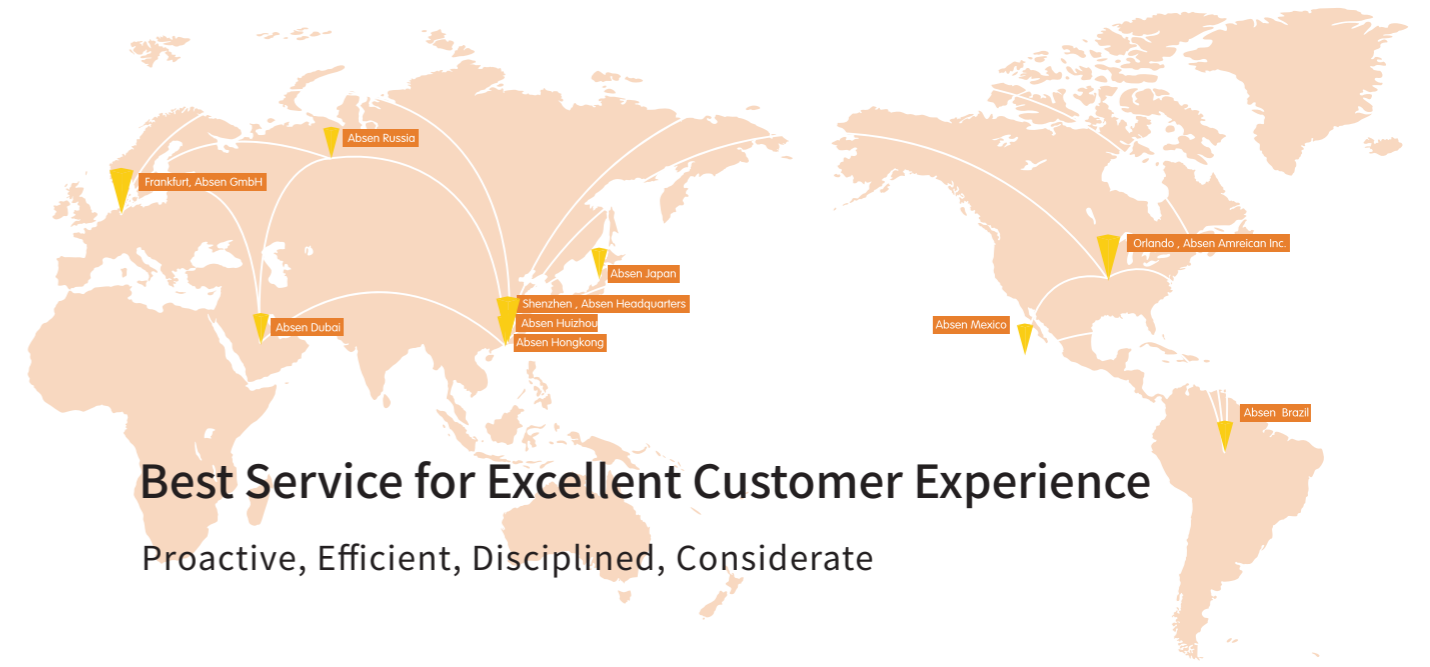 Absen Russia
Frankfurt, Absen GmbH
Orlando , Absen Amreican Inc.
Absen Japan
Shenzhen , Absen Headquarters
Absen Huizhou
Absen Hongkong
Absen Dubai
Absen Mexico
Absen Brazil
Best Service for Excellent Customer Experience
Proactive, Efficient, Disciplined, Considerate